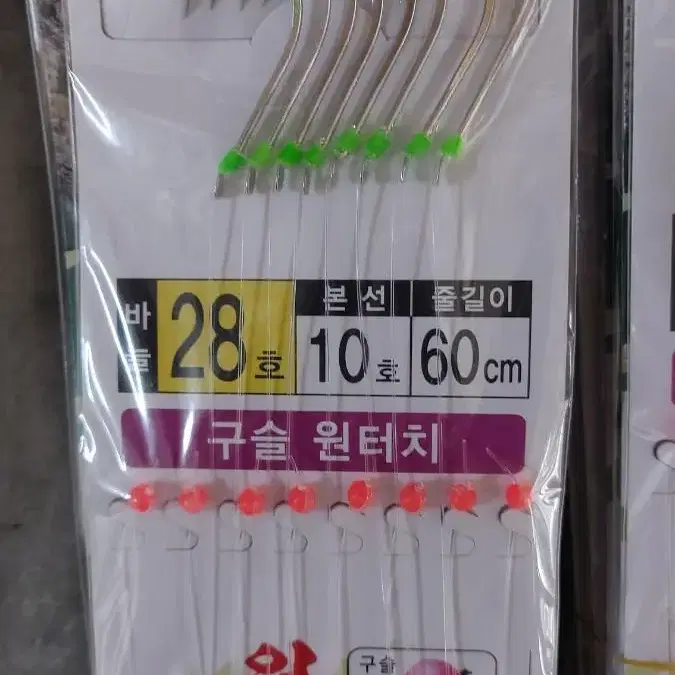 바늘 28호 본선 10호 줄길이 60cm
구슬 원터치
구슬